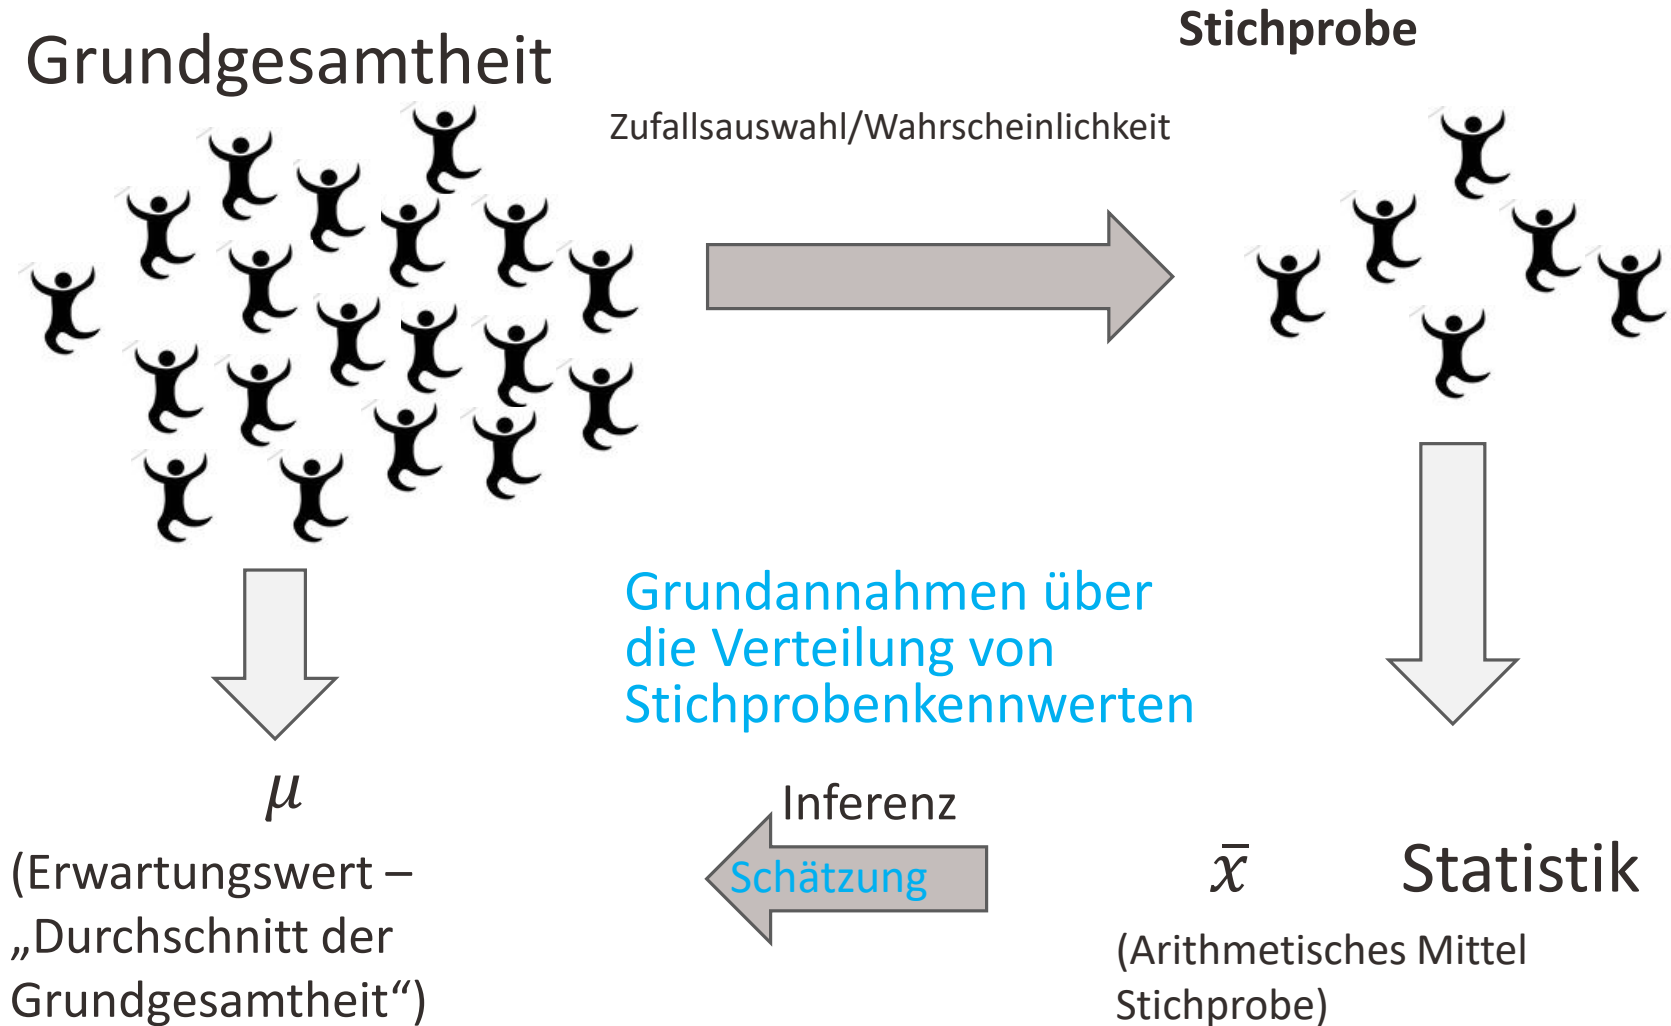 Grundgesamtheit
Stichprobe
Zufallsauswahl/Wahrscheinlichkeit
Grundannahmen über
die Verteilung von
Stichprobenkennwerten
μ
(Erwartungswert –
„Durchschnitt der
Grundgesamtheit“)
Inferenz
Schätzung
x̄
Statistik
(Arithmetisches Mittel
Stichprobe)